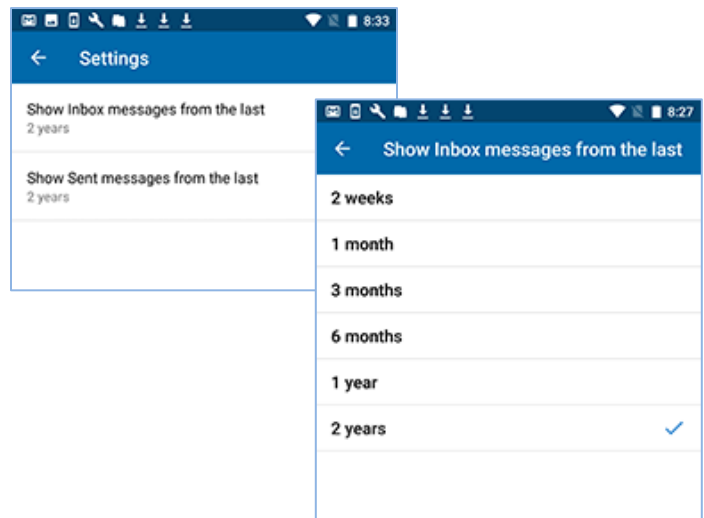 8:33
Settings
Show Inbox messages from the last
2 years
Show Sent messages from the last
2 years
8:27
Show Inbox messages from the last
2 weeks
1 month
3 months
6 months
1 year
2 years